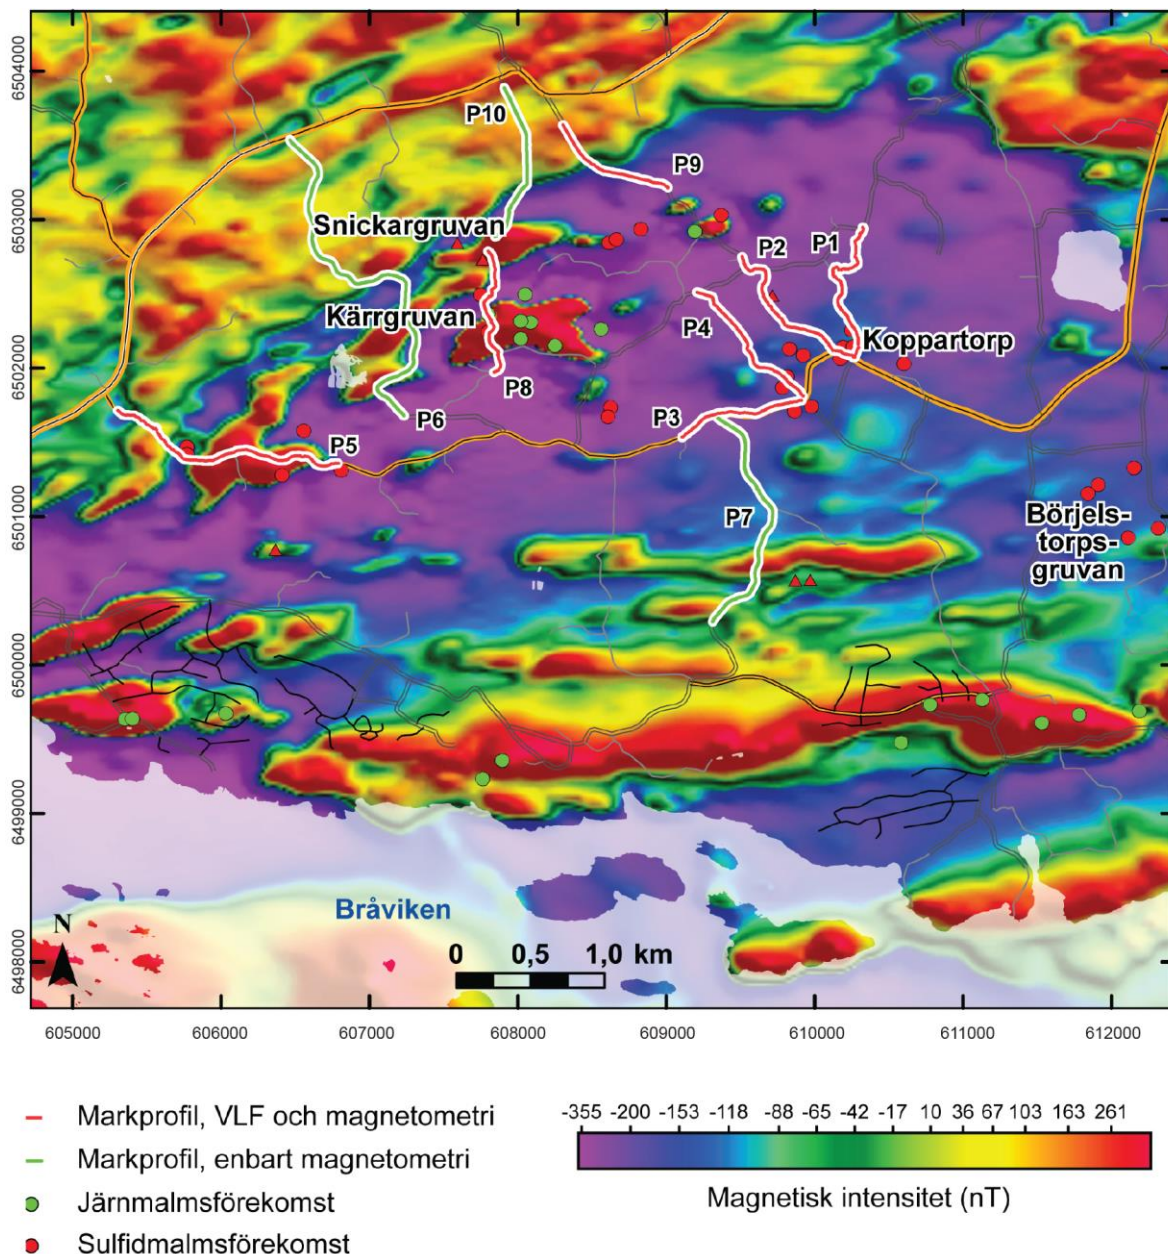 6504000
6503000
6502000
6501000
6500000
6499000
6498000
P10
P9
Snickargruvan
P2
P1
Kärrgruvan
P4
Koppartorp
P8
P6
P3
P5
P7
Börjels-
torps-
gruvan
N
Bråviken
0 0,5 1,0 km
605000 606000 607000 608000 609000 610000 611000 612000
Markprofil, VLF och magnetometri
Markprofil, enbart magnetometri
Järnmalmsförekomst
Sulfidmalmsförekomst
-355 -200 -153 -118 -88 -65 -42 -17 10 36 67 103 163 261
Magnetisk intensitet (nT)